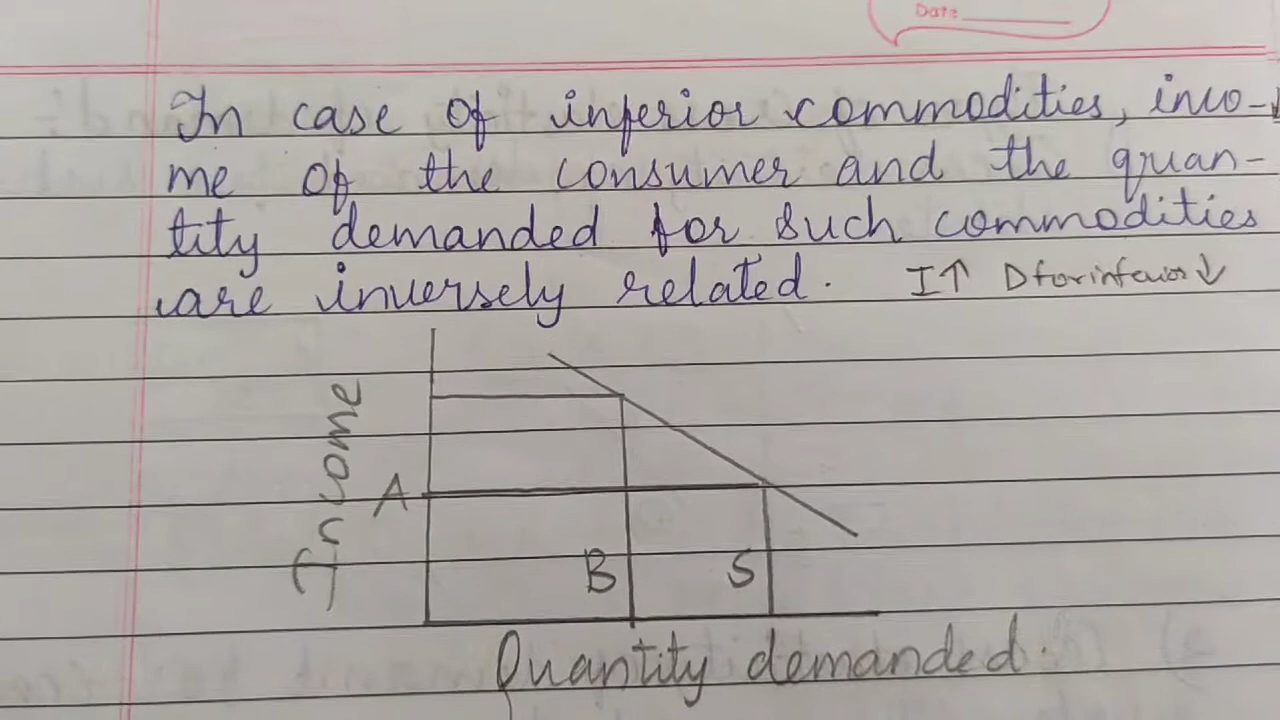 Date
In case of inferior commodities, inco-
me of the consumer and the quan-
tity demanded for such commodities
are inversely related. I↑ D for inferior ↓
Income
A
B S
Quantity demanded.